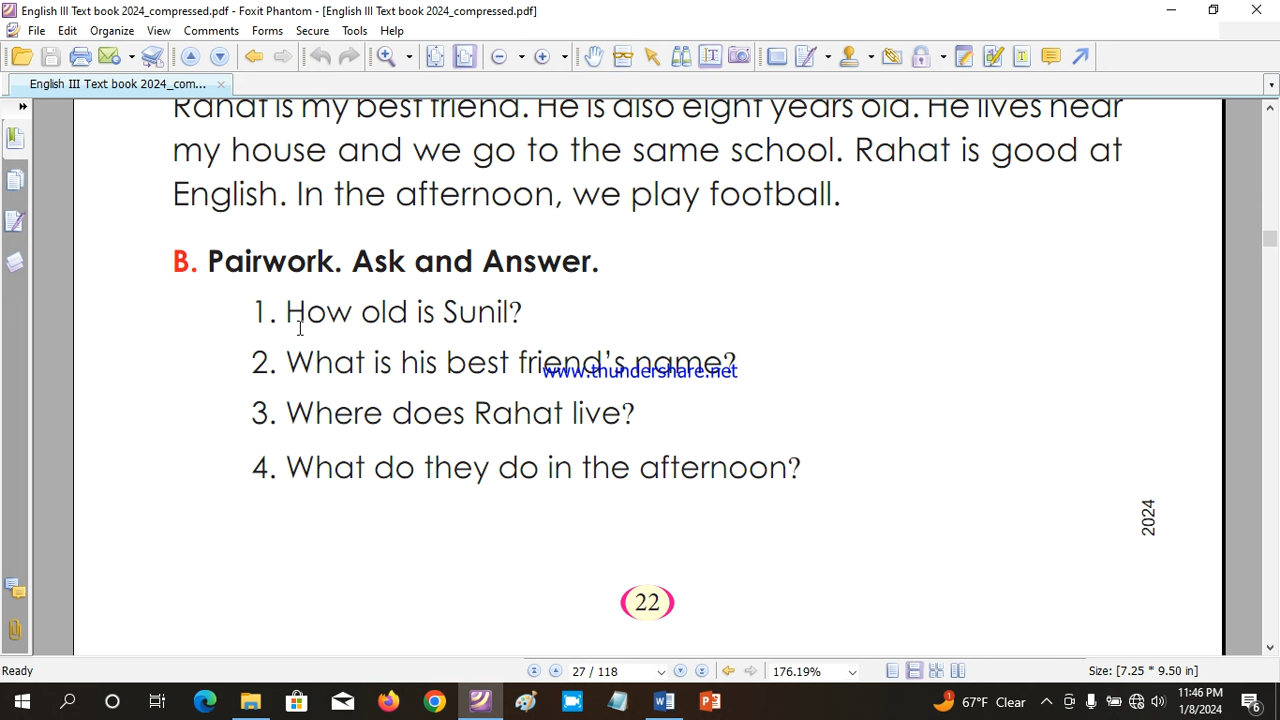 English III Text book 2024_compressed.pdf - Foxit Phantom - [English III Text book 2024_compressed.pdf]
File Edit Organize View Comments Forms Secure Tools Help
English III Text book 2024_com...
Rahat is my best friend. He is also eight years old. He lives near
my house and we go to the same school. Rahat is good at
English. In the afternoon, we play football.
B. Pairwork. Ask and Answer.
1. How old is Sunil?
2. What is his best friend's name?
www.thundershare.net
3. Where does Rahat live?
4. What do they do in the afternoon?
2024
22
Ready
27 / 118
176.19%
Size: [7.25 * 9.50 in]
1
67°F Clear
11:46 PM
1/8/2024
6